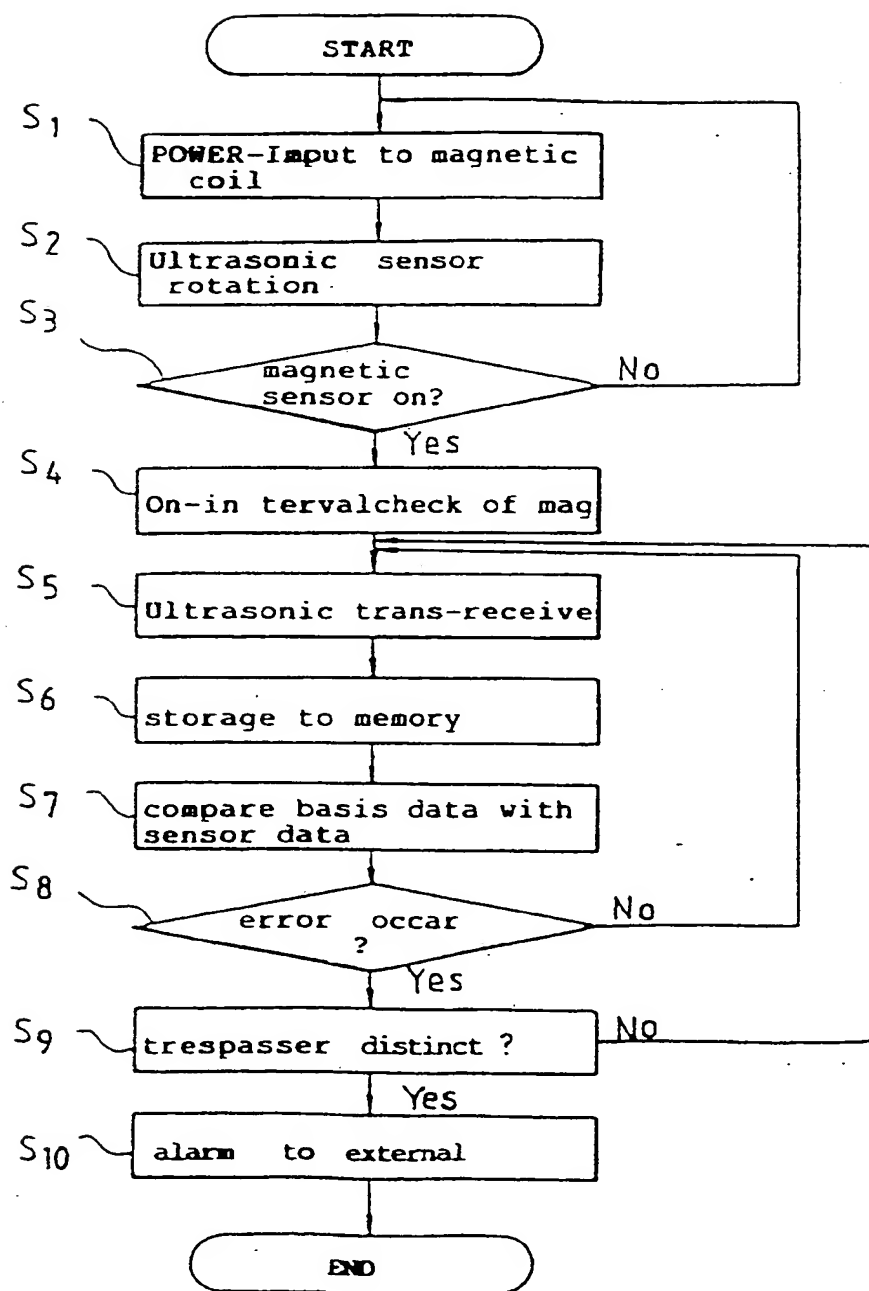 START
S1
POWER-Imput to magnetic
coil
S2
Ultrasonic sensor
rotation
S3
magnetic
sensor on?
No
Yes
S4
On-in tervalcheck of mag
S5
Ultrasonic trans-receive
S6
storage to memory
S7
compare basis data with
sensor data
S8
error occar
?
No
Yes
S9
trespasser distinct ?
No
Yes
S10
alarm to external
END